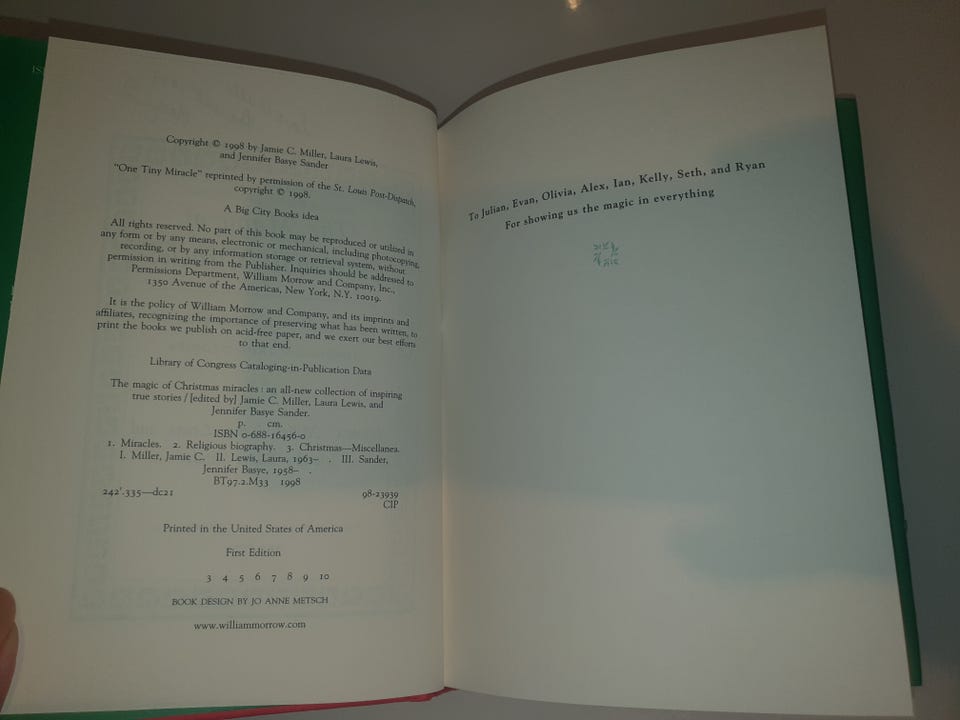 Copyright © 1998 by Jamie C. Miller, Laura Lewis,
and Jennifer Basye Sander
"One Tiny Miracle" reprinted by permission of the St. Louis Post-Dispatch,
copyright © 1998.
A Big City Books idea
All rights reserved. No part of this book may be reproduced or utilized in
any form or by any means, electronic or mechanical, including photocopying,
recording, or by any information storage or retrieval system, without
permission in writing from the Publisher. Inquiries should be addressed to
Permissions Department, William Morrow and Company, Inc.,
1350 Avenue of the Americas, New York, N.Y. 10019.
It is the policy of William Morrow and Company, and its imprints and
affiliates, recognizing the importance of preserving what has been written, to
print the books we publish on acid-free paper, and we exert our best efforts
to that end.
Library of Congress Cataloging-in-Publication Data
The magic of Christmas miracles : an all-new collection of inspiring
true stories / [edited by] Jamie C. Miller, Laura Lewis, and
Jennifer Basye Sander.
p. cm.
ISBN 0-688-16456-0
1. Miracles. 2. Religious biography. 3. Christmas—Miscellanea.
I. Miller, Jamie C. II. Lewis, Laura, 1963– . III. Sander,
Jennifer Basye, 1958– .
BT97.2.M33 1998
242'.335—dc21 98-23939
CIP
Printed in the United States of America
First Edition
3 4 5 6 7 8 9 10
BOOK DESIGN BY JO ANNE METSCH
www.williammorrow.com
To Julian, Evan, Olivia, Alex, Ian, Kelly, Seth, and Ryan
For showing us the magic in everything